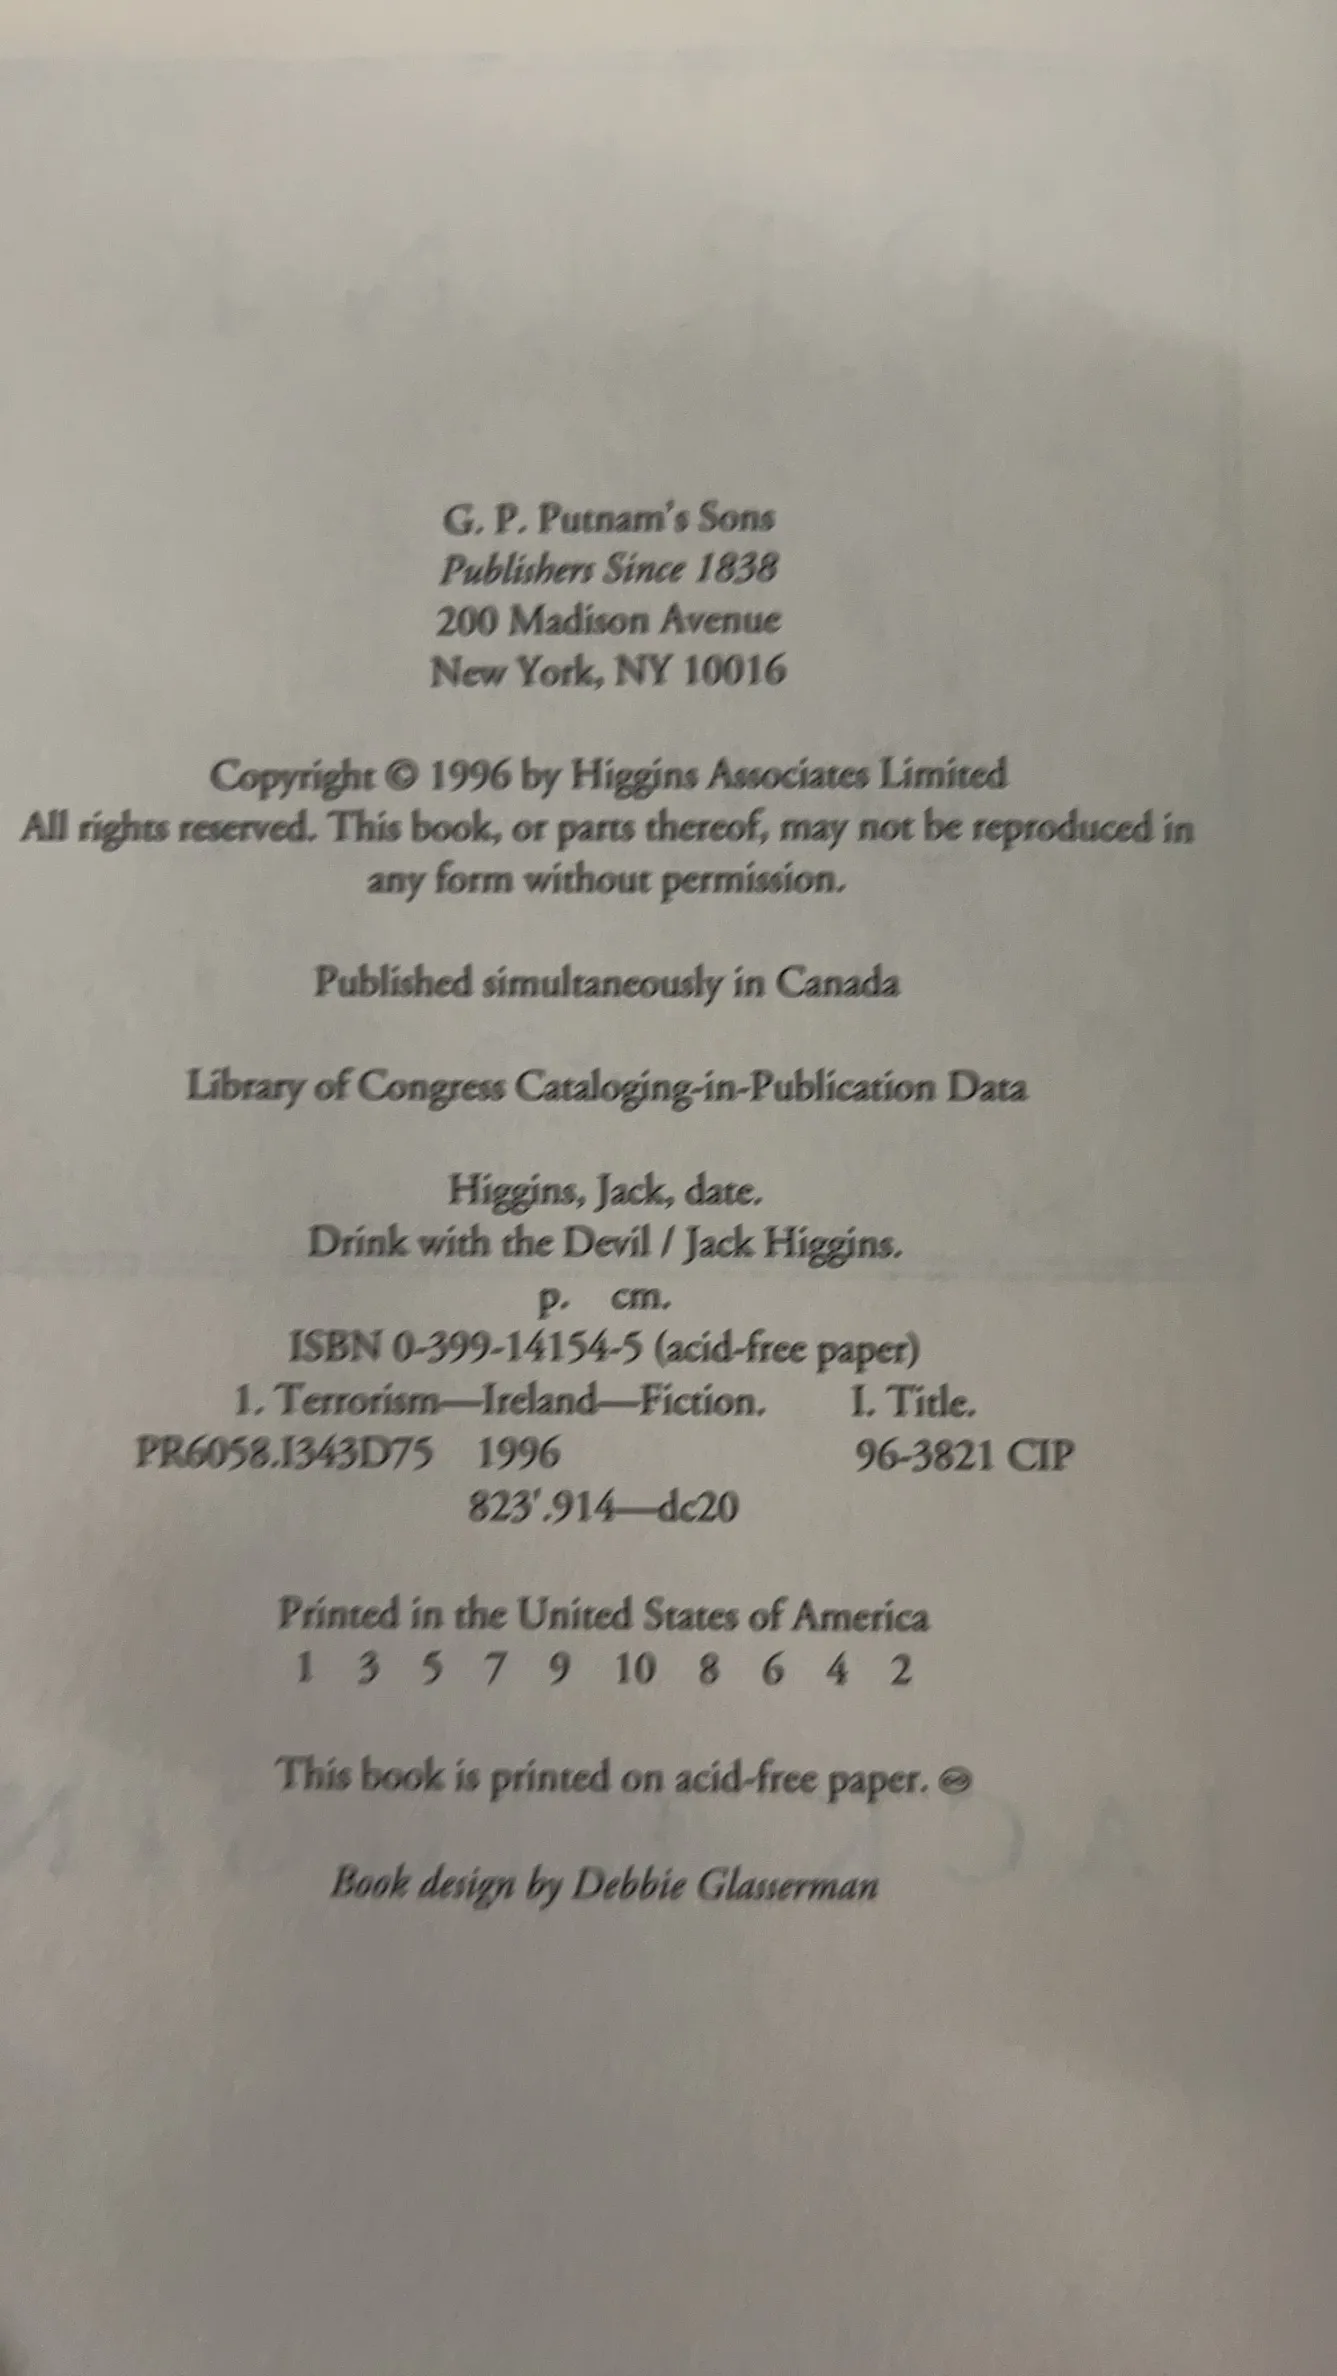 G. P. Putnam's Sons
Publishers Since 1838
200 Madison Avenue
New York, NY 10016
Copyright © 1996 by Higgins Associates Limited
All rights reserved. This book, or parts thereof, may not be reproduced in
any form without permission.
Published simultaneously in Canada
Library of Congress Cataloging-in-Publication Data
Higgins, Jack, date.
Drink with the Devil / Jack Higgins.
p. cm.
ISBN 0-399-14154-5 (acid-free paper)
1. Terrorism—Ireland—Fiction. I. Title.
PR6058.I343D75 1996 96-3821 CIP
823'.914—dc20
Printed in the United States of America
1 3 5 7 9 10 8 6 4 2
This book is printed on acid-free paper. ♾
Book design by Debbie Glasserman